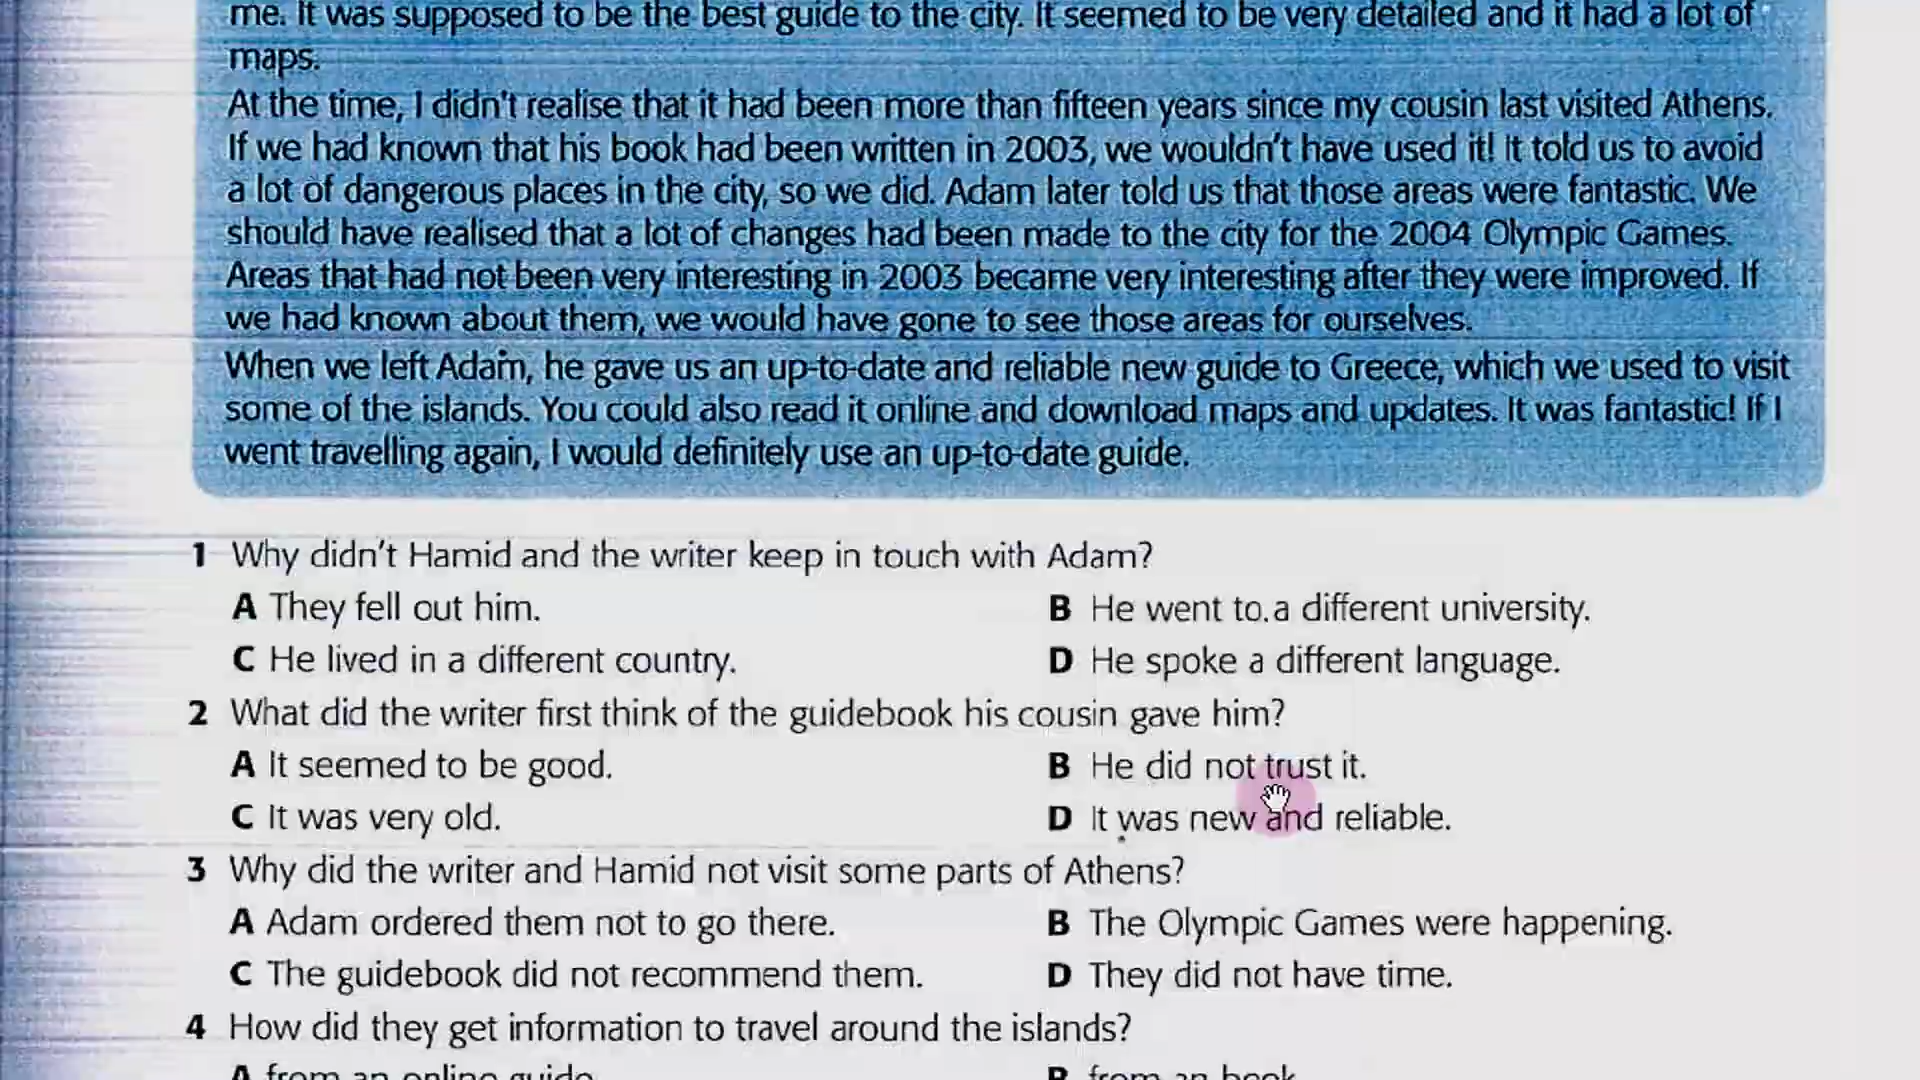 me. It was supposed to be the best guide to the city. It seemed to be very detailed and it had a lot of
maps.
At the time, I didn't realise that it had been more than fifteen years since my cousin last visited Athens.
If we had known that his book had been written in 2003, we wouldn't have used it! It told us to avoid
a lot of dangerous places in the city, so we did. Adam later told us that those areas were fantastic. We
should have realised that a lot of changes had been made to the city for the 2004 Olympic Games.
Areas that had not been very interesting in 2003 became very interesting after they were improved. If
we had known about them, we would have gone to see those areas for ourselves.
When we left Adam, he gave us an up-to-date and reliable new guide to Greece, which we used to visit
some of the islands. You could also read it online and download maps and updates. It was fantastic! If I
went travelling again, I would definitely use an up-to-date guide.
1 Why didn't Hamid and the writer keep in touch with Adam?
A They fell out him. B He went to a different university.
C He lived in a different country. D He spoke a different language.
2 What did the writer first think of the guidebook his cousin gave him?
A It seemed to be good. B He did not trust it.
C It was very old. D It was new and reliable.
3 Why did the writer and Hamid not visit some parts of Athens?
A Adam ordered them not to go there. B The Olympic Games were happening.
C The guidebook did not recommend them. D They did not have time.
4 How did they get information to travel around the islands?
A from an online guide B from an book